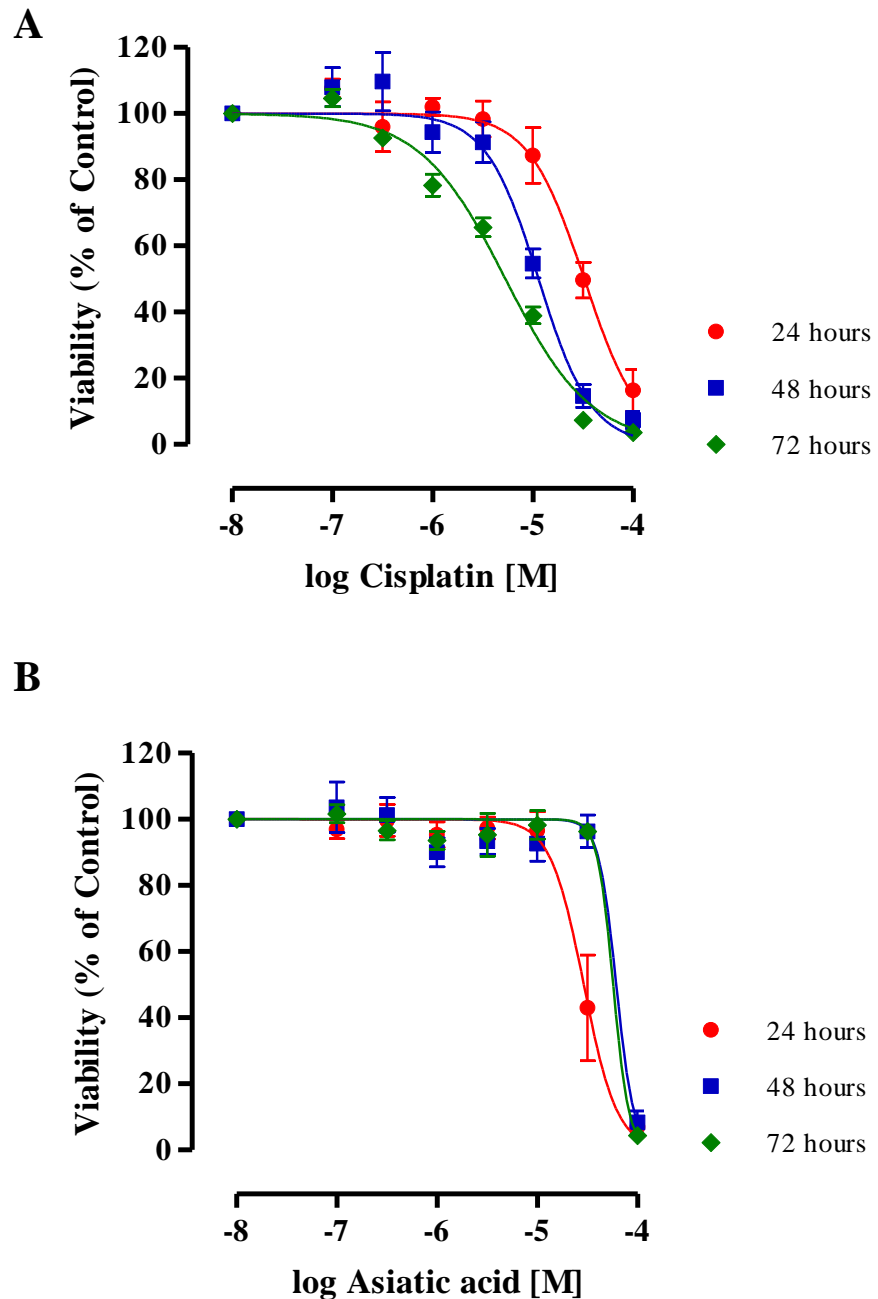 A
120
100
80
60
40
20
0
Viability (% of Control)
24 hours
48 hours
72 hours
-8 -7 -6 -5 -4
log Cisplatin [M]
B
120
100
80
60
40
20
0
Viability (% of Control)
24 hours
48 hours
72 hours
-8 -7 -6 -5 -4
log Asiatic acid [M]